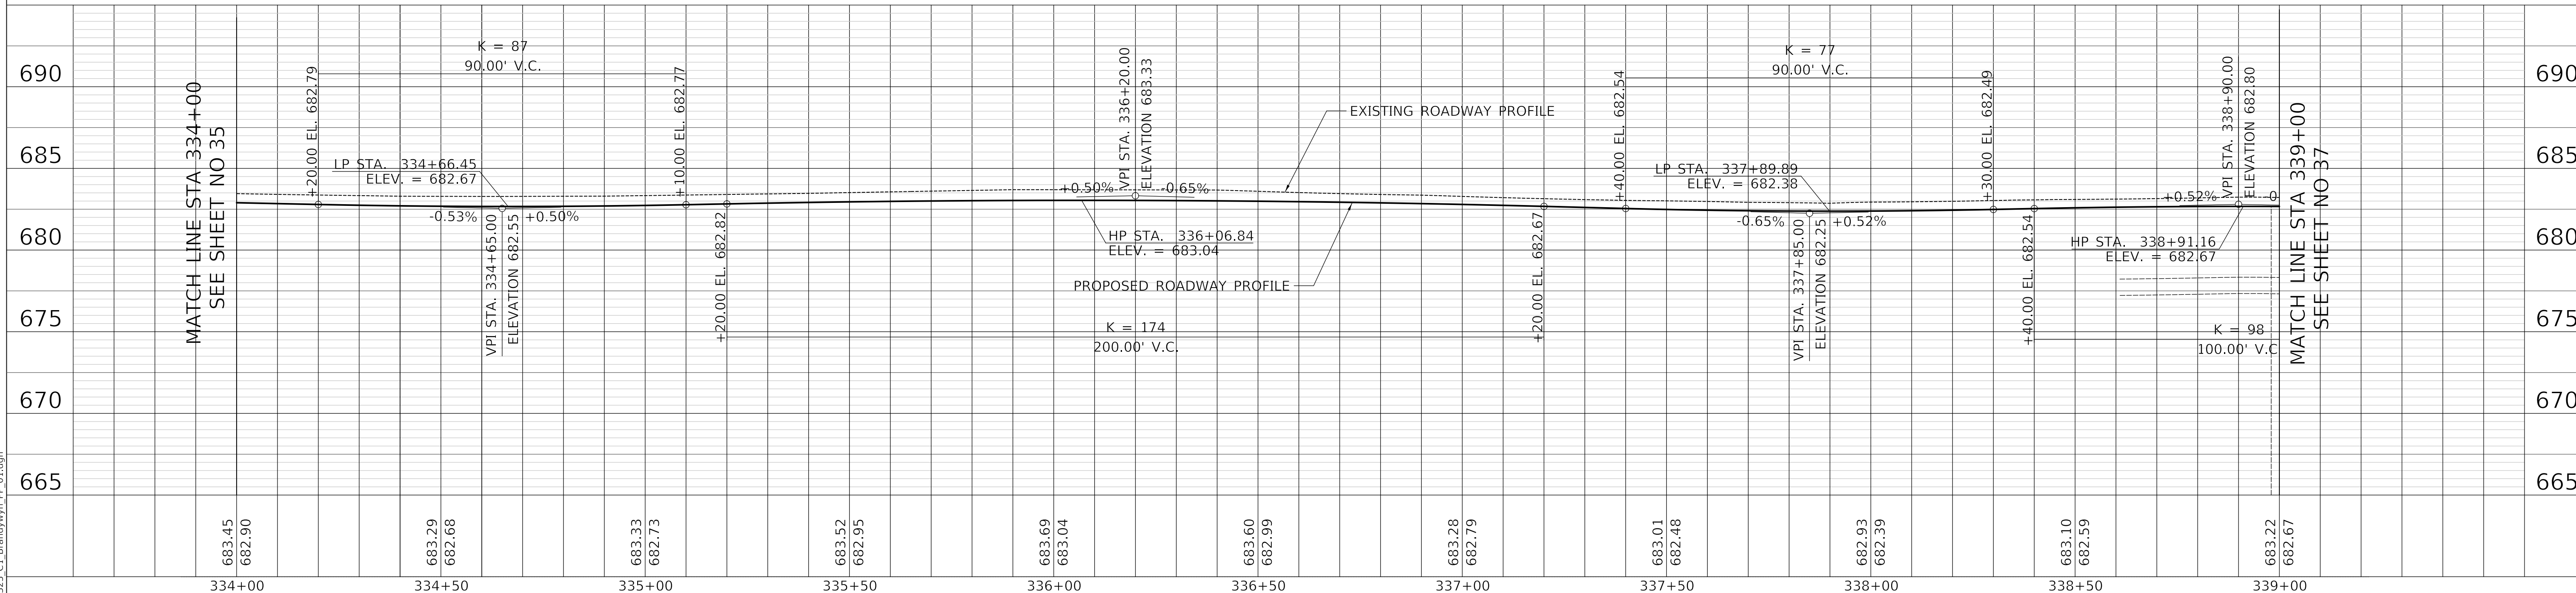 690
685
680
675
670
665
MATCH LINE STA 334+00
SEE SHEET NO 35
+20.00 EL. 682.79
K = 87
90.00' V.C.
+10.00 EL. 682.77
LP STA. 334+66.45
ELEV. = 682.67
-0.53%
+0.50%
VPI STA. 334+65.00
ELEVATION 682.55
+20.00 EL. 682.82
VPI STA. 336+20.00
ELEVATION 683.33
+0.50%
-0.65%
HP STA. 336+06.84
ELEV. = 683.04
EXISTING ROADWAY PROFILE
PROPOSED ROADWAY PROFILE
K = 174
200.00' V.C.
+20.00 EL. 682.67
+40.00 EL. 682.54
K = 77
90.00' V.C.
+30.00 EL. 682.49
LP STA. 337+89.89
ELEV. = 682.38
-0.65%
+0.52%
VPI STA. 337+85.00
ELEVATION 682.25
+40.00 EL. 682.54
VPI STA. 338+90.00
ELEVATION 682.80
+0.52%
-0
HP STA. 338+91.16
ELEV. = 682.67
K = 98
100.00' V.C
MATCH LINE STA 339+00
SEE SHEET NO 37
690
685
680
675
670
665
683.45
682.90
683.29
682.68
683.33
682.73
683.52
682.95
683.69
683.04
683.60
682.99
683.28
682.79
683.01
682.48
682.93
682.39
683.10
682.59
683.22
682.67
334+00
334+50
335+00
335+50
336+00
336+50
337+00
337+50
338+00
338+50
339+00